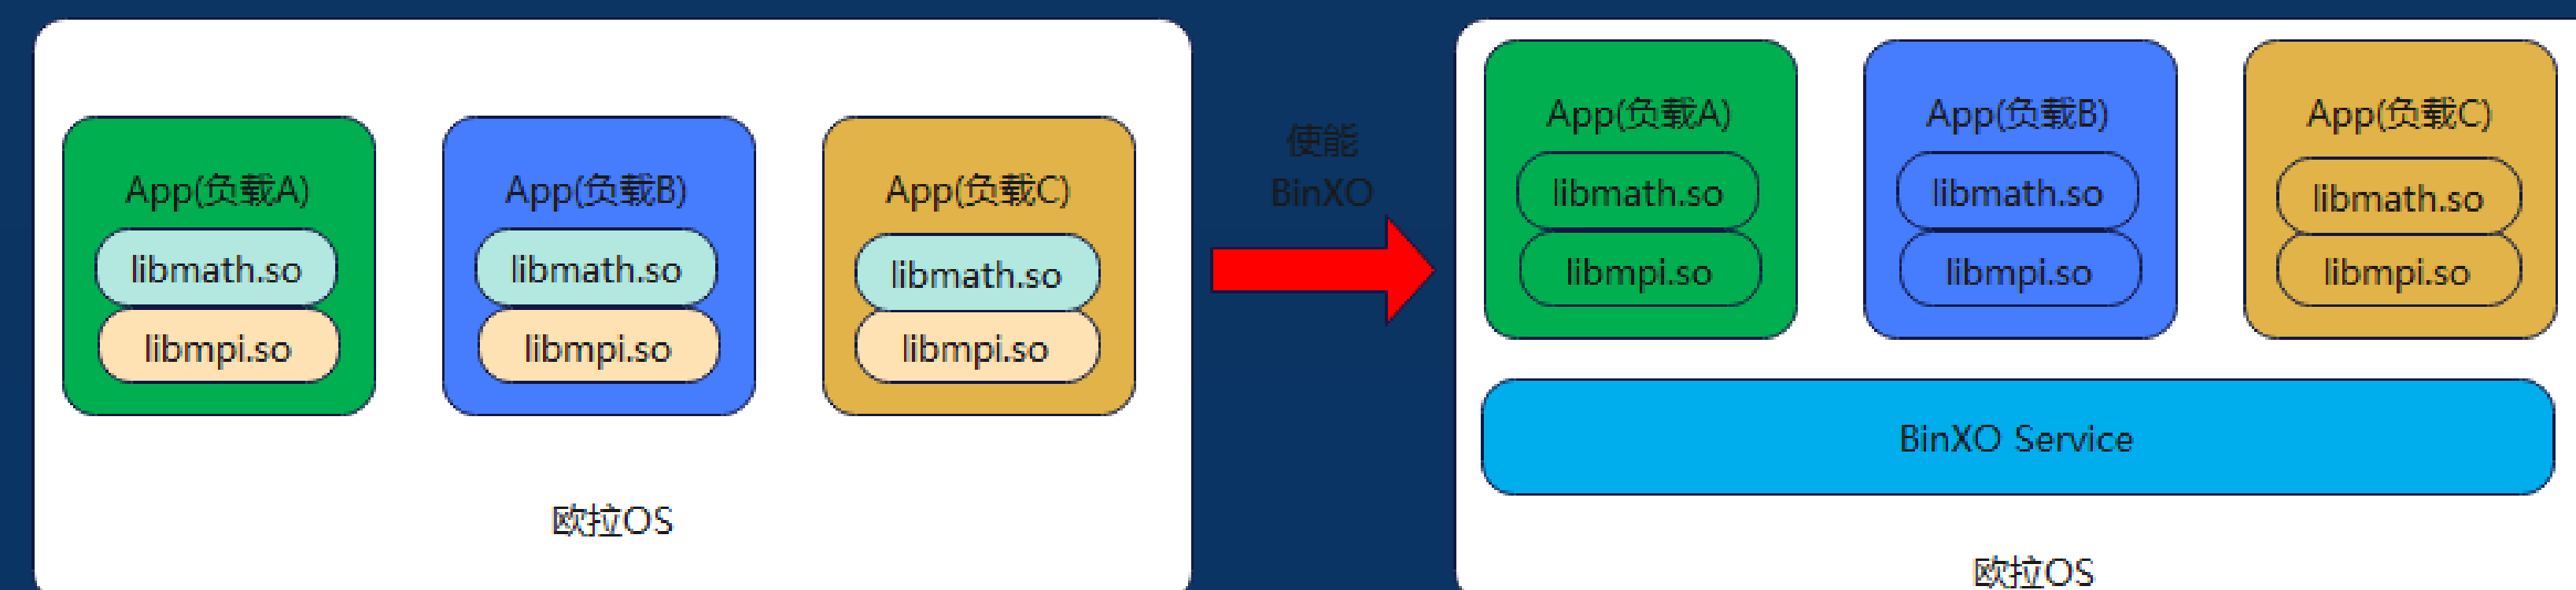 App(负载A)
libmath.so
libmpi.so
App(负载B)
libmath.so
libmpi.so
App(负载C)
libmath.so
libmpi.so
欧拉OS
使能
BinXO
App(负载A)
libmath.so
libmpi.so
App(负载B)
libmath.so
libmpi.so
App(负载C)
libmath.so
libmpi.so
BinXO Service
欧拉OS